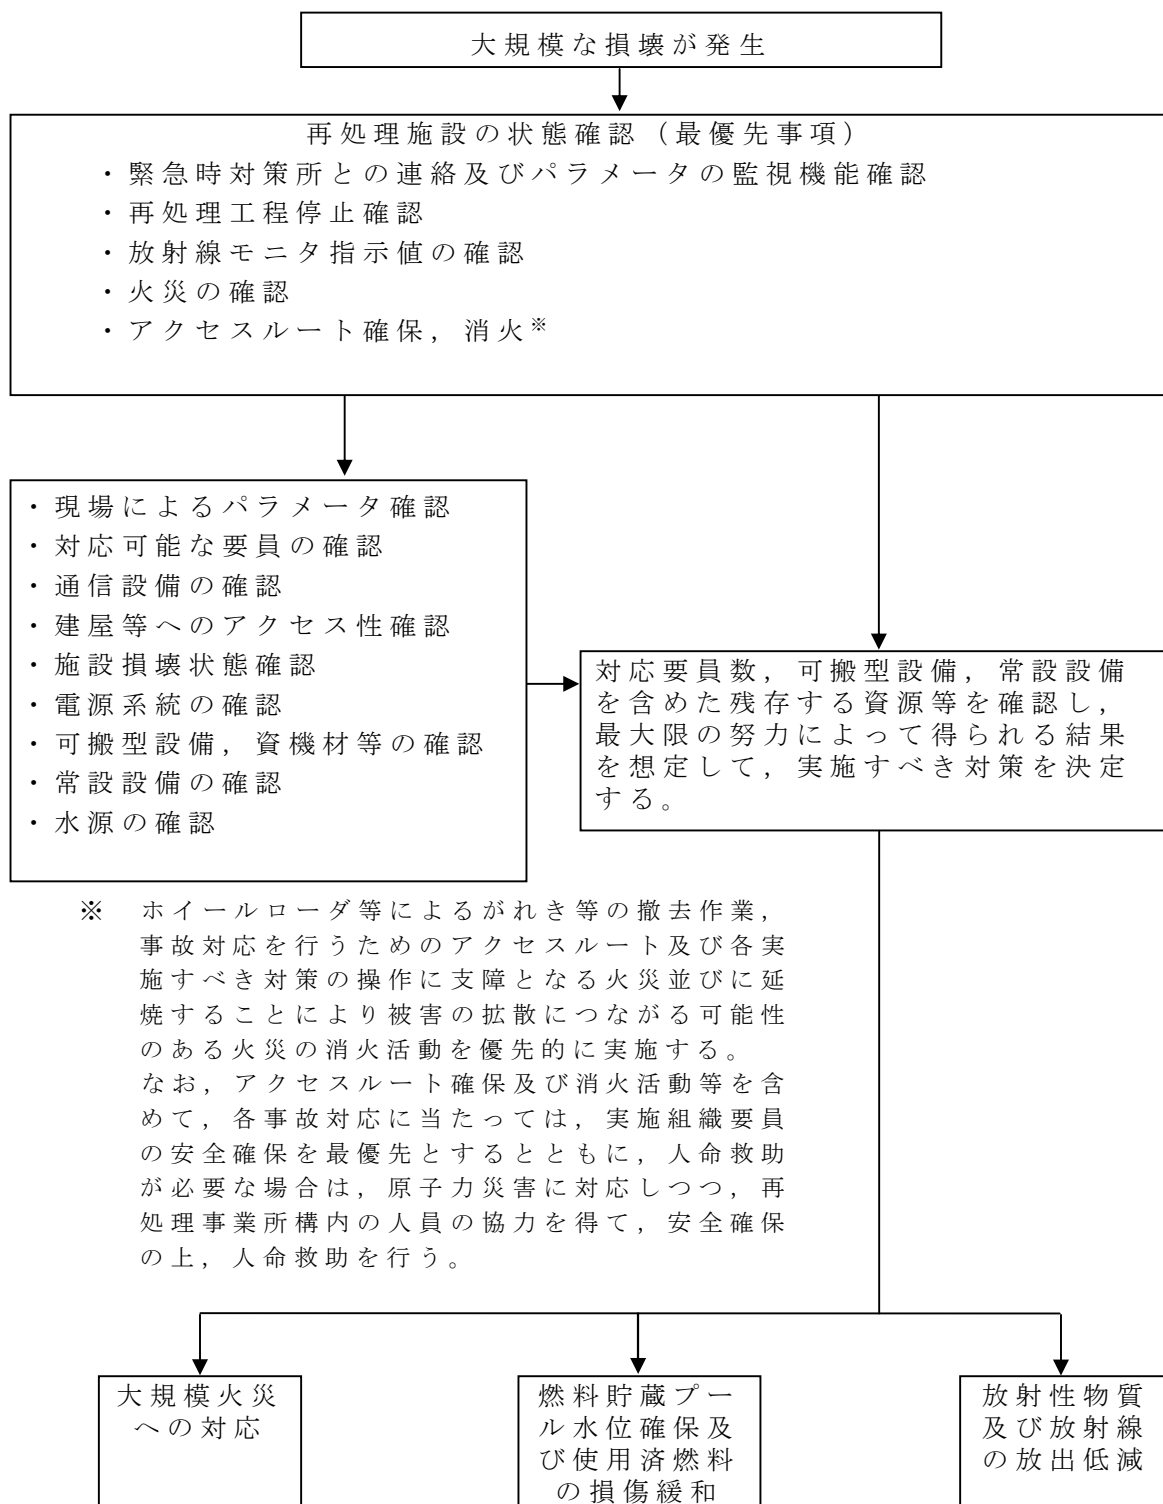 大規模な損壊が発生
再処理施設の状態確認（最優先事項）
・緊急時対策所との連絡及びパラメータの監視機能確認
・再処理工程停止確認
・放射線モニタ指示値の確認
・火災の確認
・アクセスルート確保，消火※
・現場によるパラメータ確認
・対応可能な要員の確認
・通信設備の確認
・建屋等へのアクセス性確認
・施設損壊状態確認
・電源系統の確認
・可搬型設備，資機材等の確認
・常設設備の確認
・水源の確認
対応要員数，可搬型設備，常設設備
を含めた残存する資源等を確認し，
最大限の努力によって得られる結果
を想定して，実施すべき対策を決定
する。
※　ホイールローダ等によるがれき等の撤去作業，
事故対応を行うためのアクセスルート及び各実
施すべき対策の操作に支障となる火災並びに延
焼することにより被害の拡散につながる可能性
のある火災の消火活動を優先的に実施する。
なお，アクセスルート確保及び消火活動等を含
めて，各事故対応に当たっては，実施組織要員
の安全確保を最優先とするとともに，人命救助
が必要な場合は，原子力災害に対応しつつ，再
処理事業所構内の人員の協力を得て，安全確保
の上，人命救助を行う。
大規模火災
への対応
燃料貯蔵プー
ル水位確保及
び使用済燃料
の損傷緩和
放射性物質
及び放射線
の放出低減